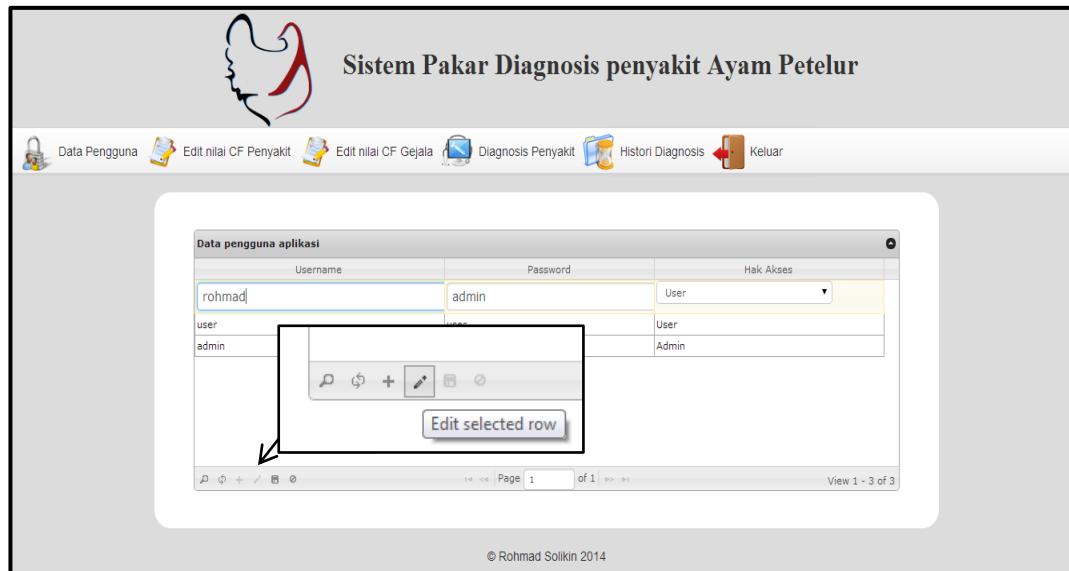 Sistem Pakar Diagnosis penyakit Ayam Petelur
Data Pengguna Edit nilai CF Penyakit Edit nilai CF Gejala Diagnosis Penyakit Histori Diagnosis Keluar
Data pengguna aplikasi
Username Password Hak Akses
rohmad admin User
user user User
admin Admin
Edit selected row
Page 1 of 1 View 1 - 3 of 3
© Rohmad Solikin 2014